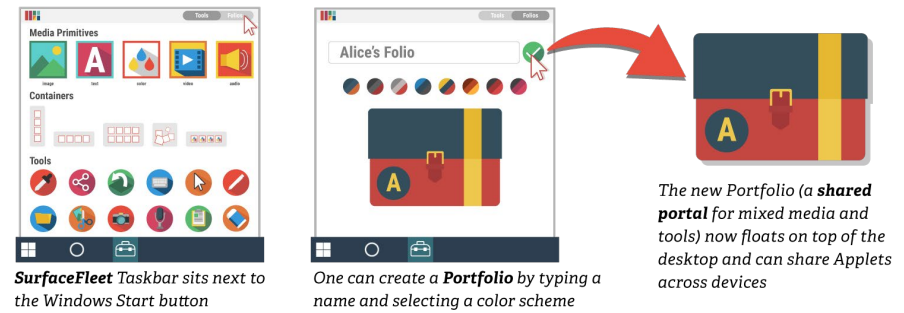 Tools Folios
Media Primitives
A
image text color video audio
Containers
Tools
SurfaceFleet Taskbar sits next to
the Windows Start button
Tools Folios
Alice's Folio
A
One can create a Portfolio by typing a
name and selecting a color scheme
A
The new Portfolio (a shared
portal for mixed media and
tools) now floats on top of the
desktop and can share Applets
across devices